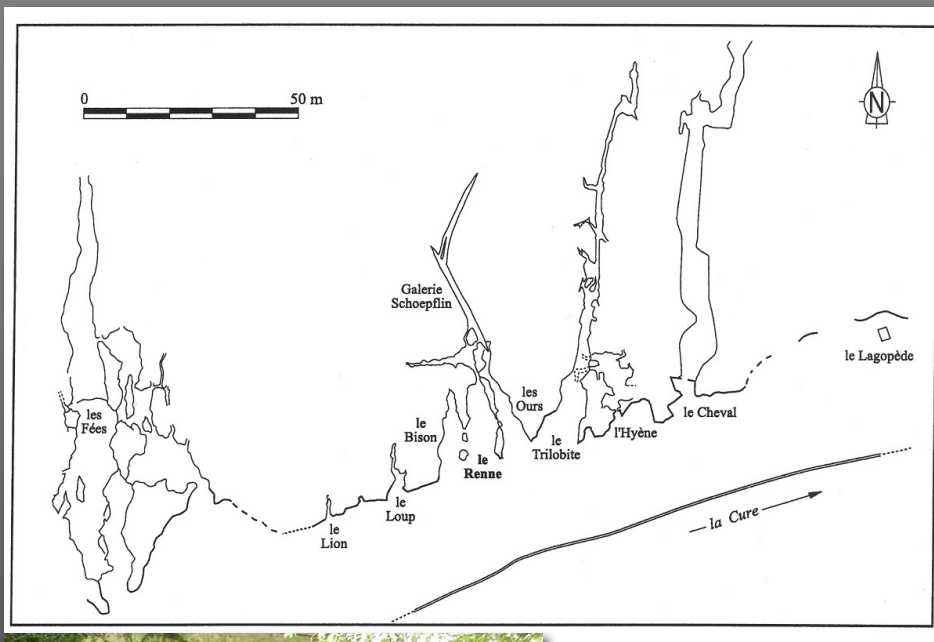 0 50 m
N
Galerie
Schoepflin
le Lagopède
les
Fées
le
Bison
les
Ours
le Cheval
l'Hyène
le
Trilobite
le
Renne
le
Loup
le
Lion
la Cure